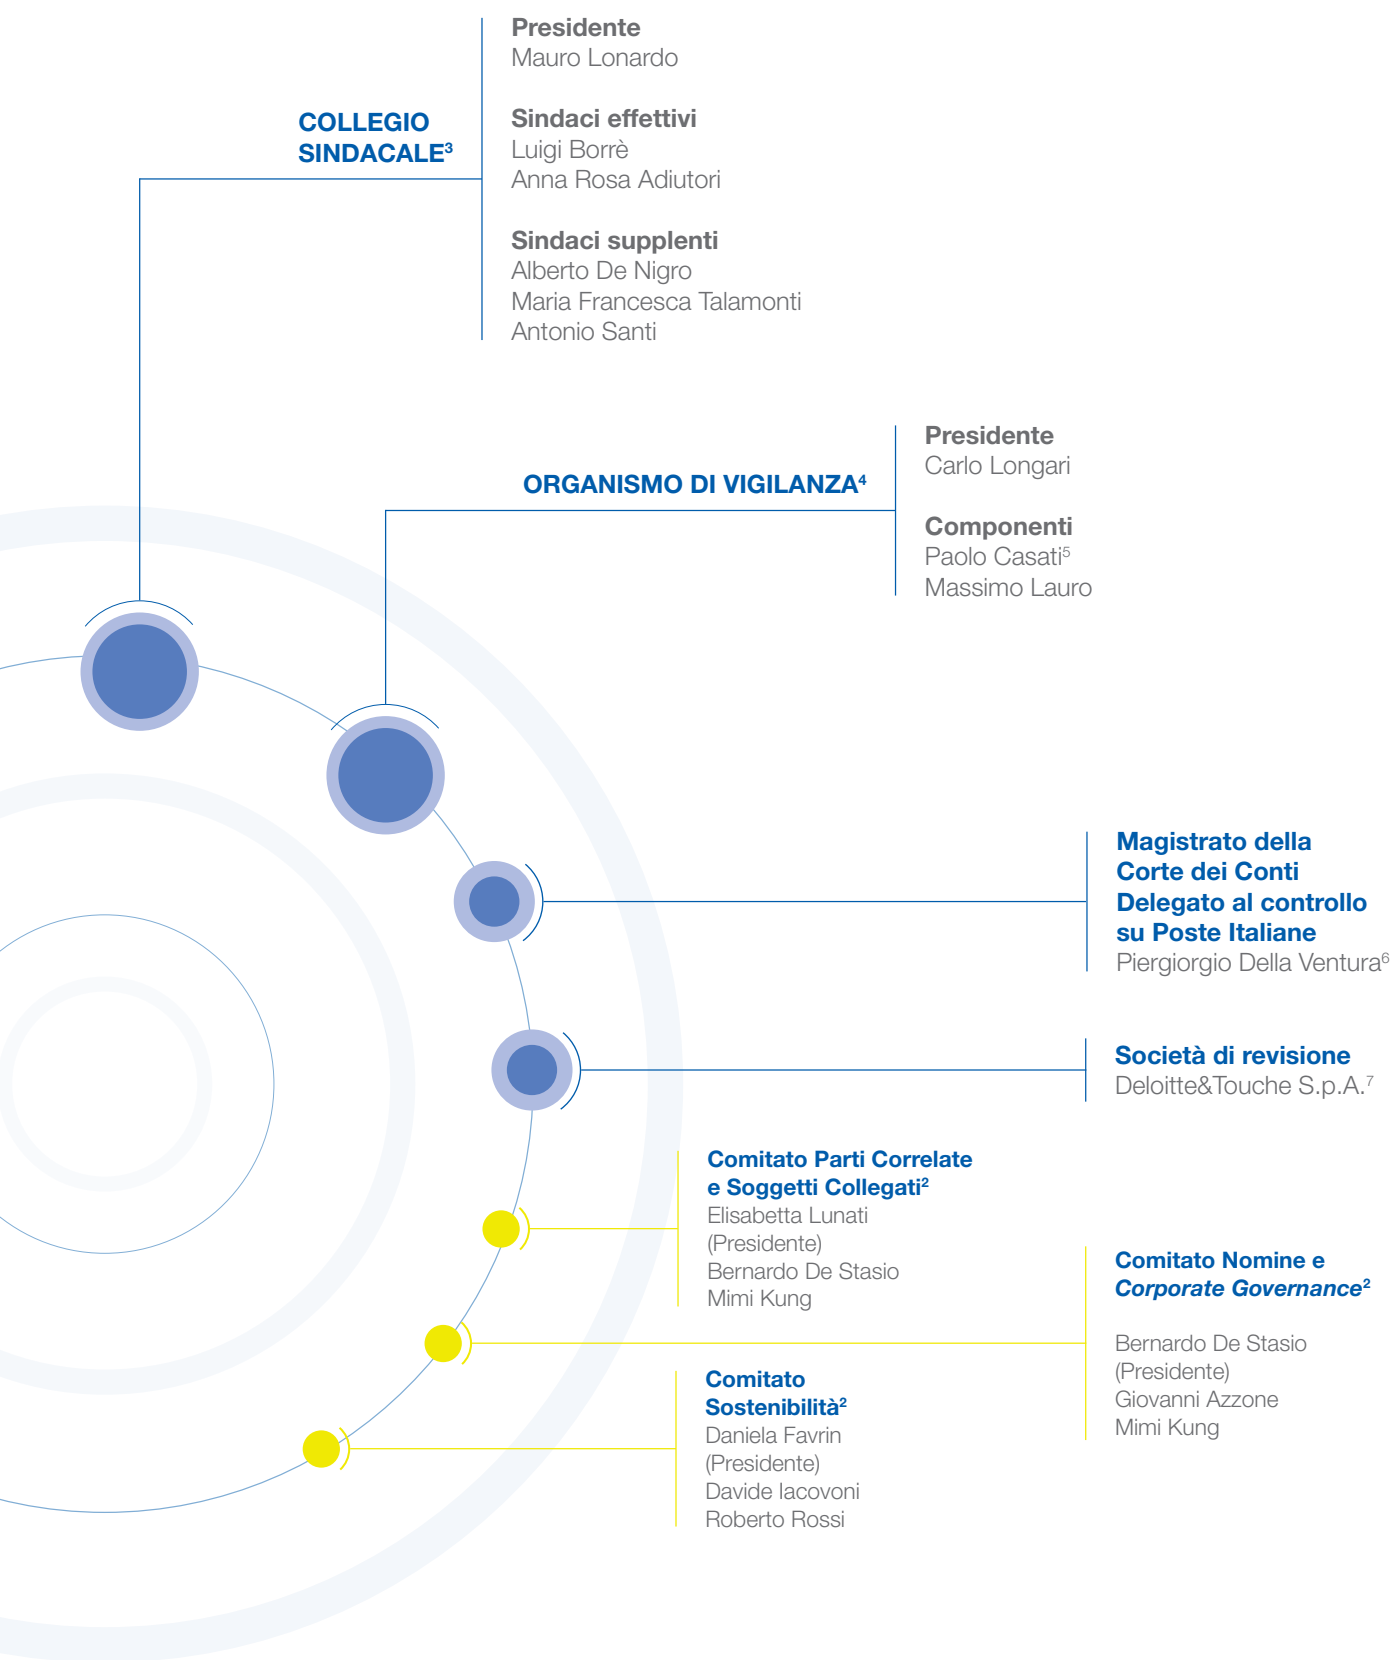 Presidente
Mauro Lonardo
COLLEGIO
SINDACALE³
Sindaci effettivi
Luigi Borrè
Anna Rosa Adiutori
Sindaci supplenti
Alberto De Nigro
Maria Francesca Talamonti
Antonio Santi
ORGANISMO DI VIGILANZA⁴
Presidente
Carlo Longari
Componenti
Paolo Casati⁵
Massimo Lauro
Magistrato della
Corte dei Conti
Delegato al controllo
su Poste Italiane
Piergiorgio Della Ventura⁶
Società di revisione
Deloitte&Touche S.p.A.⁷
Comitato Parti Correlate
e Soggetti Collegati²
Elisabetta Lunati
(Presidente)
Bernardo De Stasio
Mimi Kung
Comitato Nomine e
Corporate Governance²
Bernardo De Stasio
(Presidente)
Giovanni Azzone
Mimi Kung
Comitato
Sostenibilità²
Daniela Favrin
(Presidente)
Davide Iacovoni
Roberto Rossi